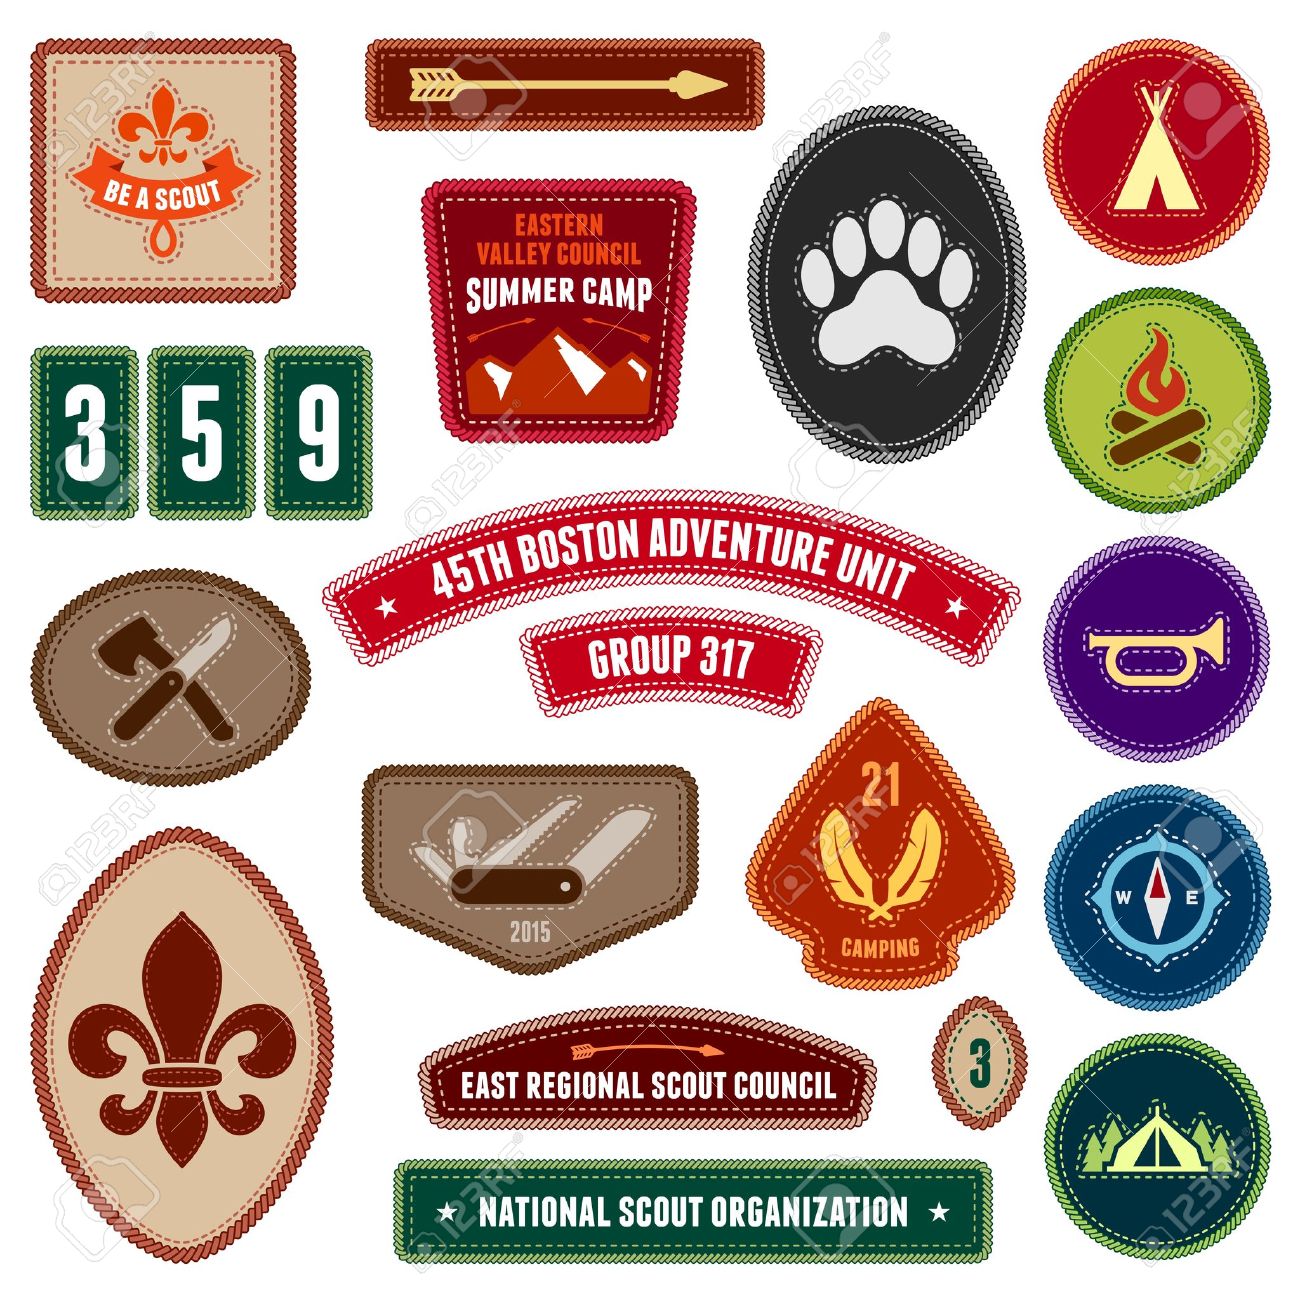 BE A SCOUT
EASTERN
VALLEY COUNCIL
SUMMER CAMP
3 5 9
45TH BOSTON ADVENTURE UNIT
GROUP 317
21
CAMPING
2015
W E
EAST REGIONAL SCOUT COUNCIL
3
NATIONAL SCOUT ORGANIZATION
123RF